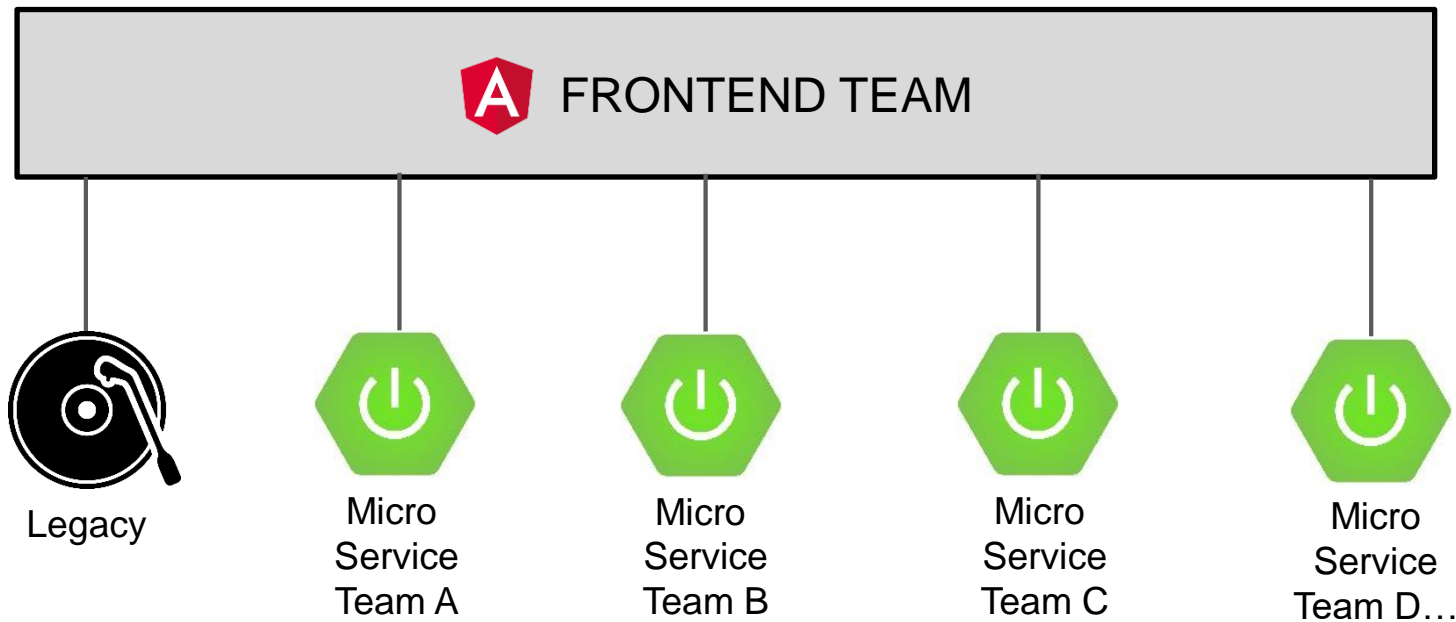 A FRONTEND TEAM
Legacy
Micro
Service
Team A
Micro
Service
Team B
Micro
Service
Team C
Micro
Service
Team D…